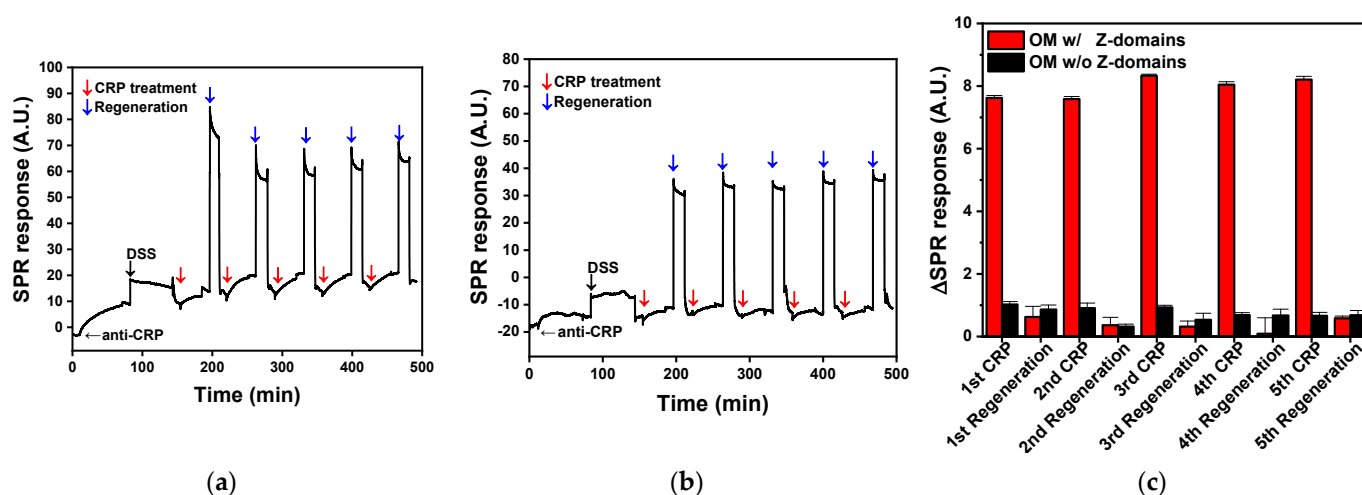 100
90
80
70
60
50
40
30
20
10
0
SPR response (A.U.)
↓ CRP treatment
↓ Regeneration
DSS
←anti-CRP
0 100 200 300 400 500
Time (min)
(a)
80
70
60
50
40
30
20
10
0
-10
-20
SPR response (A.U.)
↓ CRP treatment
↓ Regeneration
DSS
←anti-CRP
0 100 200 300 400 500
Time (min)
(b)
10
8
6
4
2
0
ΔSPR response (A.U.)
OM w/ Z-domains
OM w/o Z-domains
1st CRP
1st Regeneration
2nd CRP
2nd Regeneration
3rd CRP
3rd Regeneration
4th CRP
4th Regeneration
5th CRP
5th Regeneration
(c)